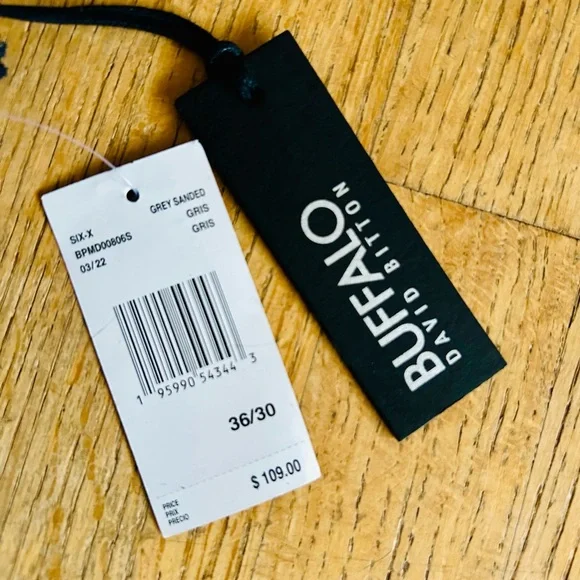 SIX-X GREY SANDED
BPMD00806S GRIS
03/22 GRIS
1 95990 54344 3
36/30
PRICE
PRIX
PRECIO
$ 109.00
BUFFALO
DAVID BITTON